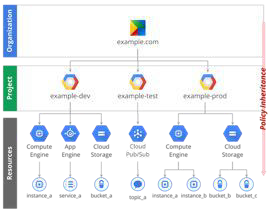 Organization
example.com
Project
example-dev
example-test
example-prod
Policy Inheritance
Resources
Compute Engine
App Engine
Cloud Storage
Cloud Pub/Sub
Compute Engine
Cloud Storage
instance_a
service_a
bucket_a
topic_a
instance_a
instance_b
bucket_b
bucket_c